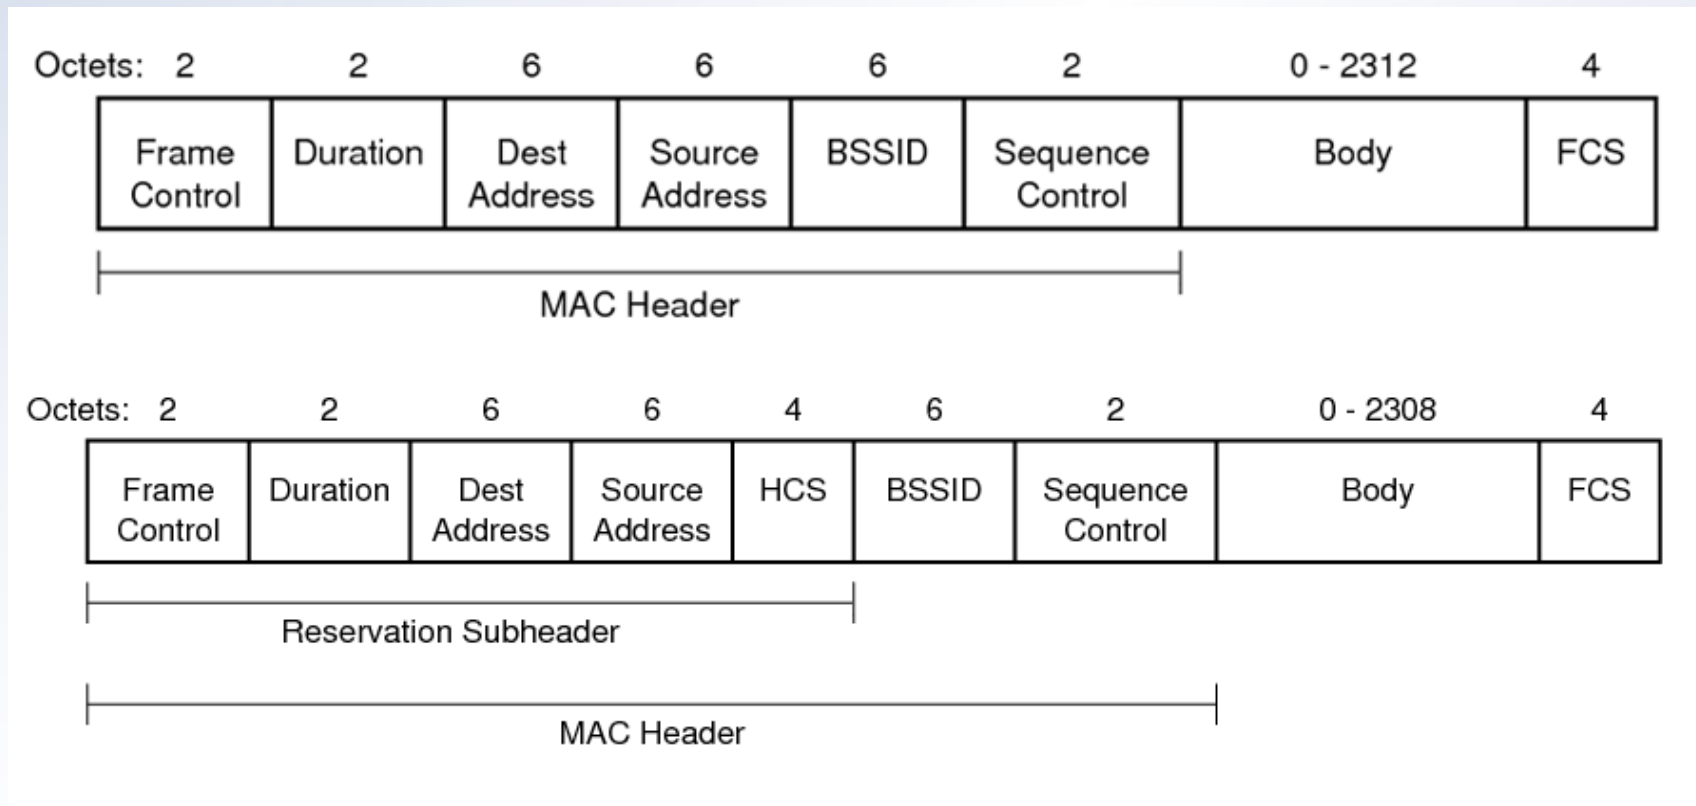 Octets: 2 2 6 6 6 2 0 - 2312 4
Frame Control Duration Dest Address Source Address BSSID Sequence Control Body FCS
MAC Header
Octets: 2 2 6 6 4 6 2 0 - 2308 4
Frame Control Duration Dest Address Source Address HCS BSSID Sequence Control Body FCS
Reservation Subheader
MAC Header